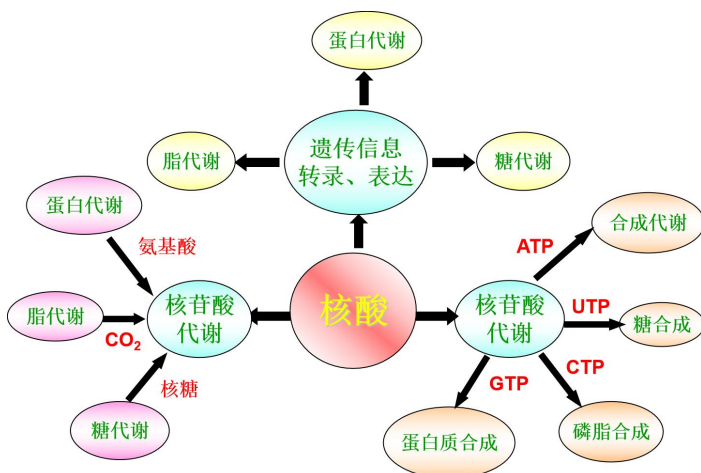 蛋白代谢
脂代谢
遗传信息
转录、表达
糖代谢
蛋白代谢
氨基酸
脂代谢
CO₂
核苷酸
代谢
核糖
糖代谢
核酸
核苷酸
代谢
ATP
合成代谢
UTP
糖合成
CTP
磷脂合成
GTP
蛋白质合成